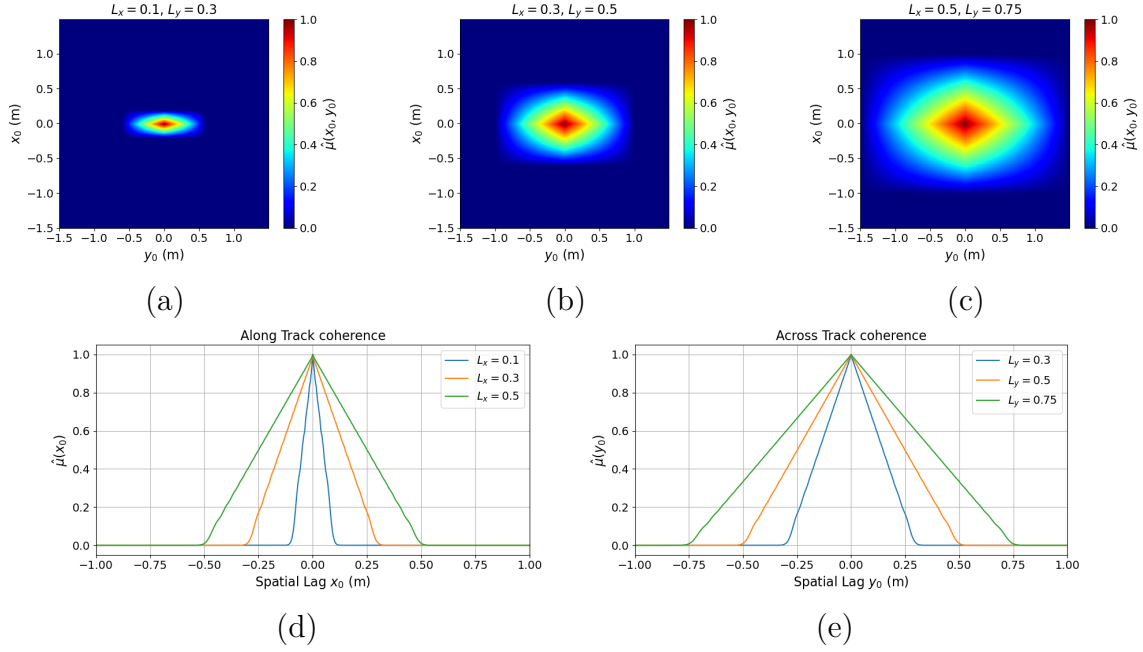 L_x = 0.1, L_y = 0.3
1.5
1.0
0.5
0.0
−0.5
−1.0
−1.5
x_0 (m)
−1.5 −1.0 −0.5 0.0 0.5 1.0
y_0 (m)
1.0
0.8
0.6
0.4
0.2
0.0
μ̂(x_0, y_0)
(a)
L_x = 0.3, L_y = 0.5
1.0
0.5
0.0
−0.5
−1.0
−1.5
x_0 (m)
−1.5 −1.0 −0.5 0.0 0.5 1.0
y_0 (m)
1.0
0.8
0.6
0.4
0.2
0.0
μ̂(x_0, y_0)
(b)
L_x = 0.5, L_y = 0.75
1.0
0.5
0.0
−0.5
−1.0
−1.5
x_0 (m)
−1.5 −1.0 −0.5 0.0 0.5 1.0
y_0 (m)
1.0
0.8
0.6
0.4
0.2
0.0
μ̂(x_0, y_0)
(c)
Along Track coherence
1.0
0.8
0.6
0.4
0.2
0.0
μ̂(x_0)
L_x = 0.1
L_x = 0.3
L_x = 0.5
−1.00 −0.75 −0.50 −0.25 0.00 0.25 0.50 0.75 1.00
Spatial Lag x_0 (m)
(d)
Across Track coherence
1.0
0.8
0.6
0.4
0.2
0.0
μ̂(y_0)
L_y = 0.3
L_y = 0.5
L_y = 0.75
−1.00 −0.75 −0.50 −0.25 0.00 0.25 0.50 0.75 1.00
Spatial Lag y_0 (m)
(e)